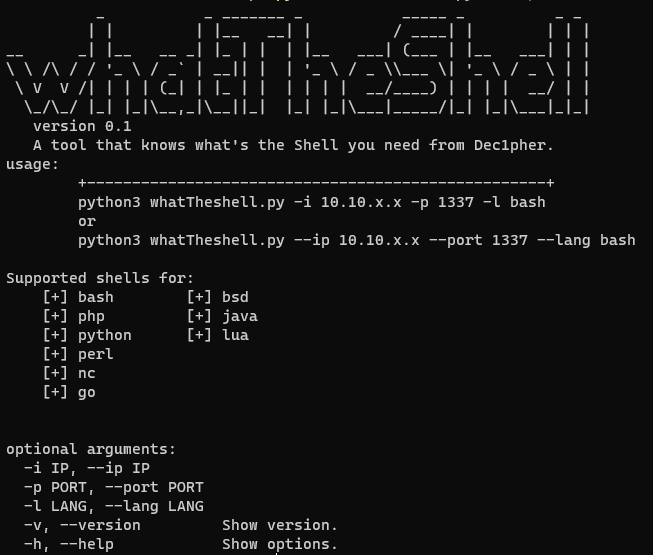 whatTheShell
version 0.1
A tool that knows what's the Shell you need from Dec1pher.
usage:
+---------------------------------------------------+
python3 whatTheshell.py -i 10.10.x.x -p 1337 -l bash
or
python3 whatTheshell.py --ip 10.10.x.x --port 1337 --lang bash
Supported shells for:
[+] bash [+] bsd
[+] php [+] java
[+] python [+] lua
[+] perl
[+] nc
[+] go
optional arguments:
-i IP, --ip IP
-p PORT, --port PORT
-l LANG, --lang LANG
-v, --version Show version.
-h, --help Show options.